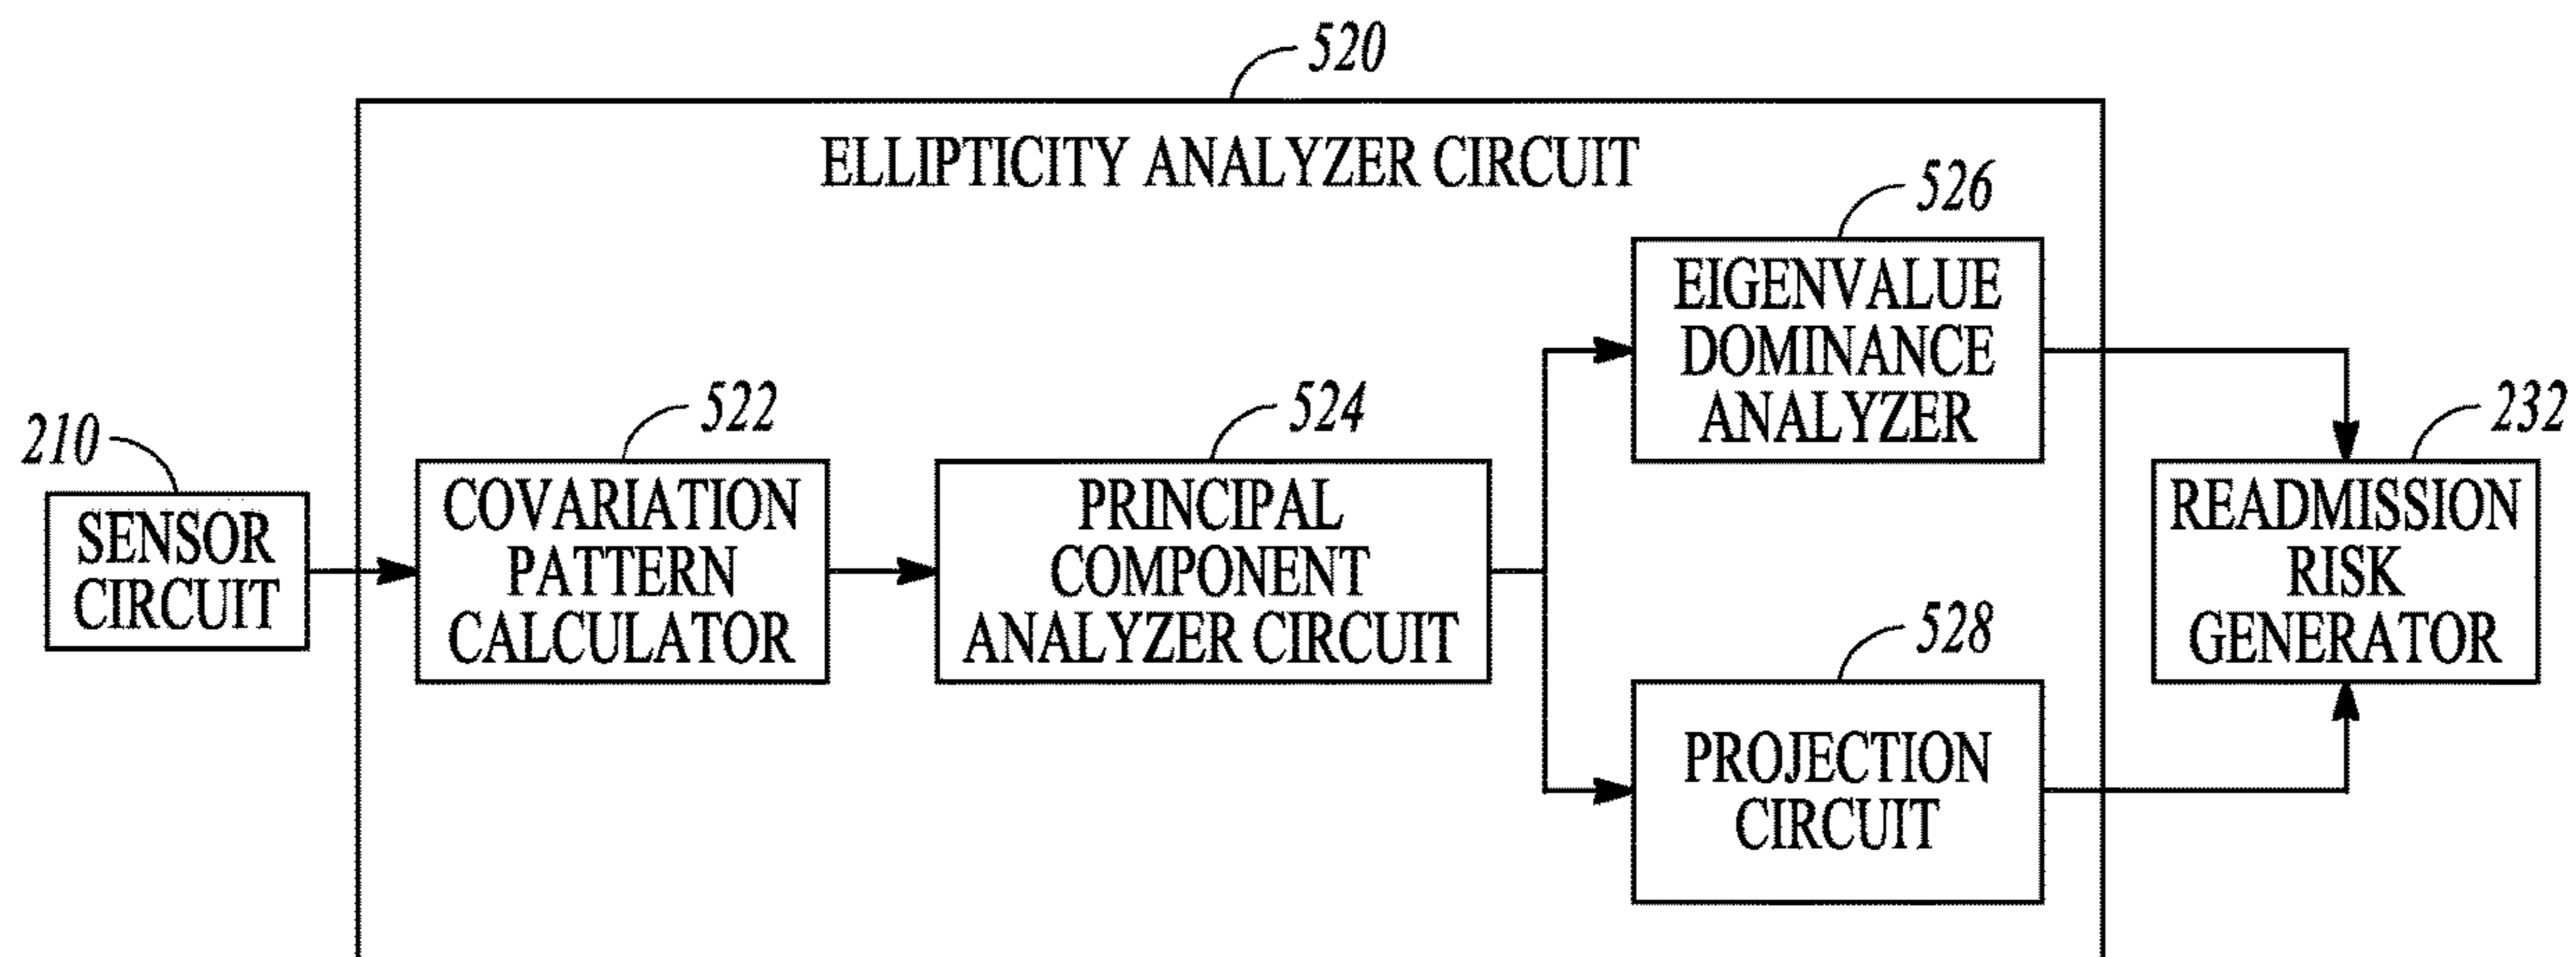 520
ELLIPTICITY ANALYZER CIRCUIT
526
EIGENVALUE
DOMINANCE
ANALYZER
210
SENSOR
CIRCUIT
522
COVARIATION
PATTERN
CALCULATOR
524
PRINCIPAL
COMPONENT
ANALYZER CIRCUIT
232
READMISSION
RISK
GENERATOR
528
PROJECTION
CIRCUIT